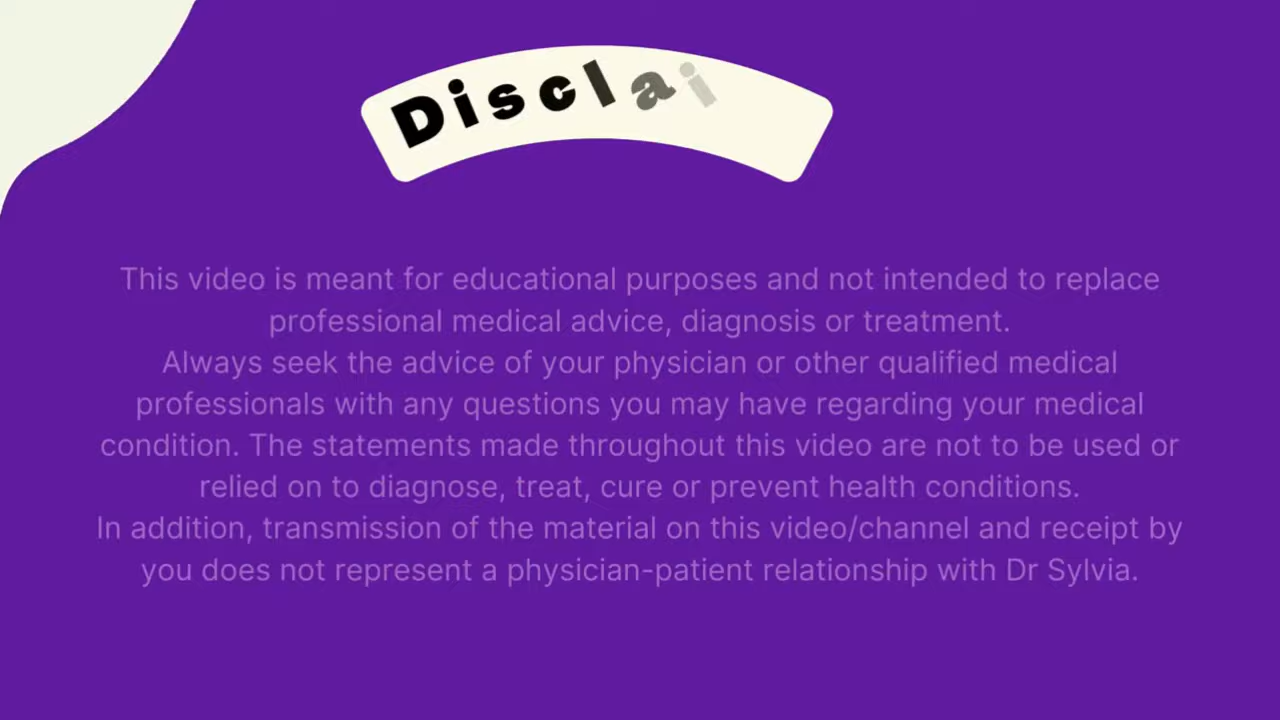 Disclai
This video is meant for educational purposes and not intended to replace
professional medical advice, diagnosis or treatment.
Always seek the advice of your physician or other qualified medical
professionals with any questions you may have regarding your medical
condition. The statements made throughout this video are not to be used or
relied on to diagnose, treat, cure or prevent health conditions.
In addition, transmission of the material on this video/channel and receipt by
you does not represent a physician-patient relationship with Dr Sylvia.